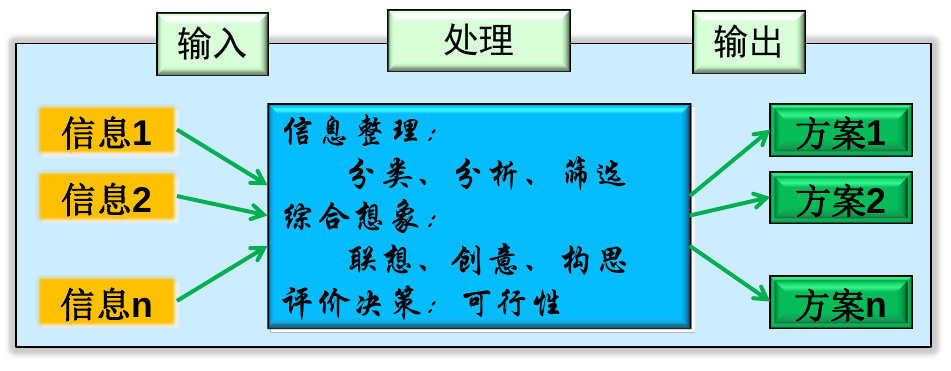 输入
处理
输出
信息1
信息2
信息n
信息整理：
分类、分析、筛选
综合想象：
联想、创意、构思
评价决策：可行性
方案1
方案2
方案n